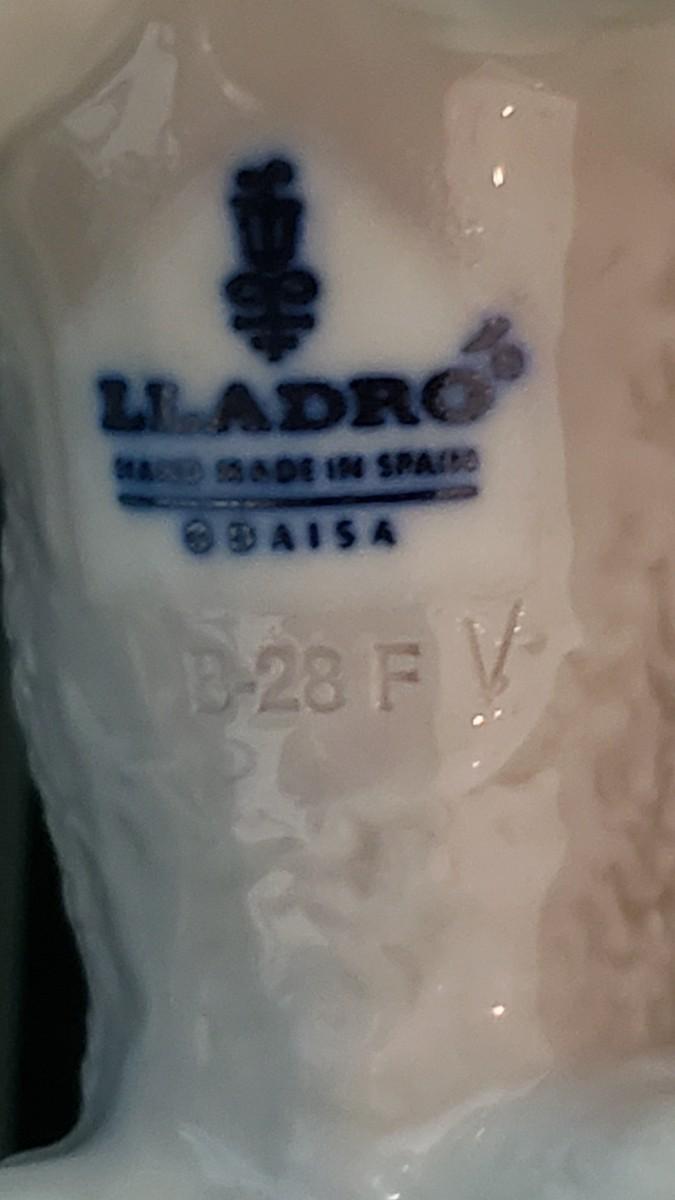 LLADRÓ
HAND MADE IN SPAIN
© DAISA
B-28 F V